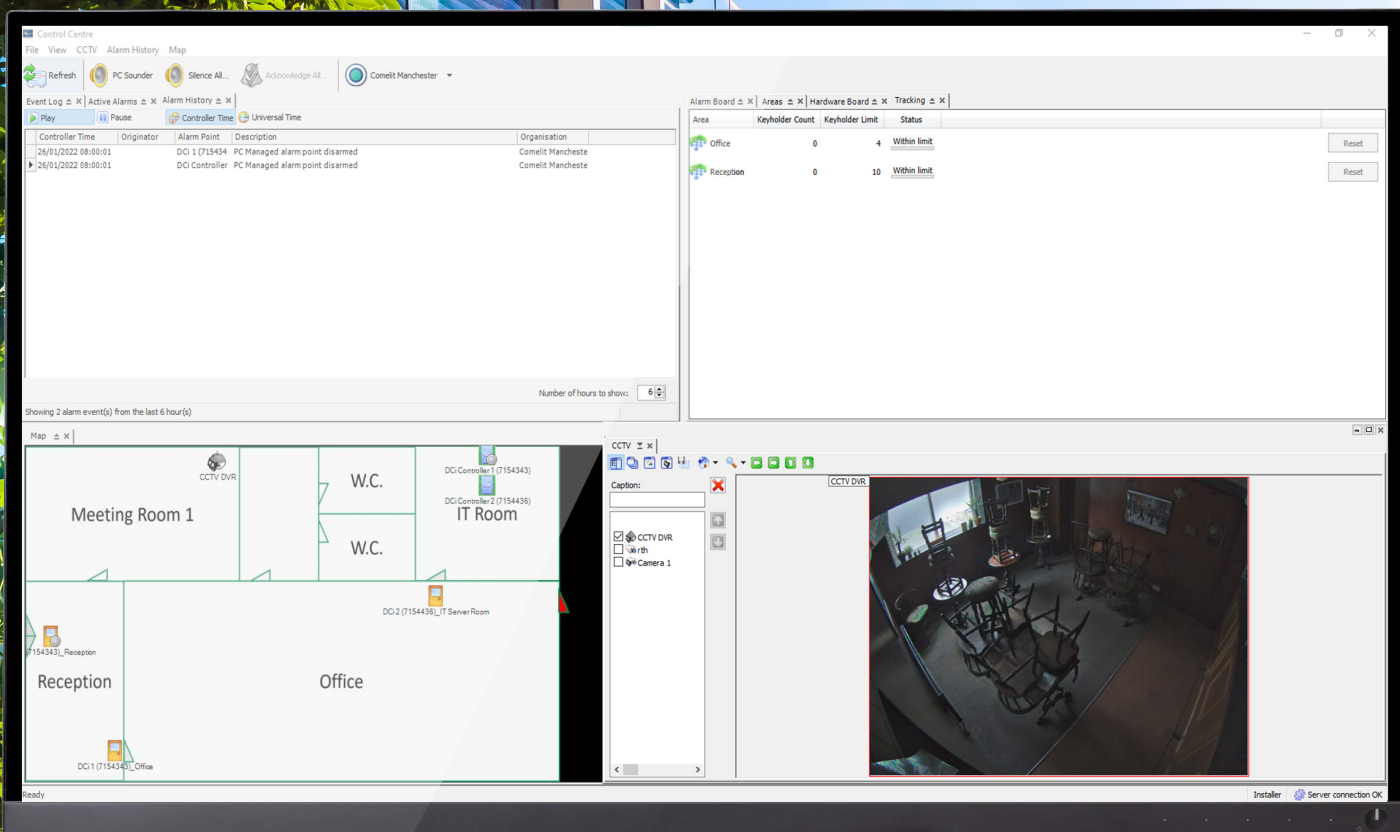 Control Centre
File View CCTV Alarm History Map
Refresh PC Sounder Silence All... Acknowledge All... Comelit Manchester
Event Log Active Alarms Alarm History
Play Pause Controller Time Universal Time
Controller Time Originator Alarm Point Description Organisation
26/01/2022 08:00:01 DCi 1 (715434 PC Managed alarm point disarmed Comelit Mancheste
26/01/2022 08:00:01 DCi Controller PC Managed alarm point disarmed Comelit Mancheste
Number of hours to show: 6
Showing 2 alarm event(s) from the last 6 hour(s)
Alarm Board Areas Hardware Board Tracking
Area Keyholder Count Keyholder Limit Status
Office 0 4 Within limit Reset
Reception 0 10 Within limit Reset
Map
CCTV DVR
Meeting Room 1
W.C.
W.C.
DCi Controller 1 (7154343)
DCi Controller 2 (7154436)
IT Room
DCi 2 (7154436)_IT Server Room
7154343)_Reception
Reception
Office
DCi 1 (7154343)_Office
CCTV
Caption:
CCTV DVR
rth
Camera 1
CCTV DVR
Ready
Installer Server connection OK